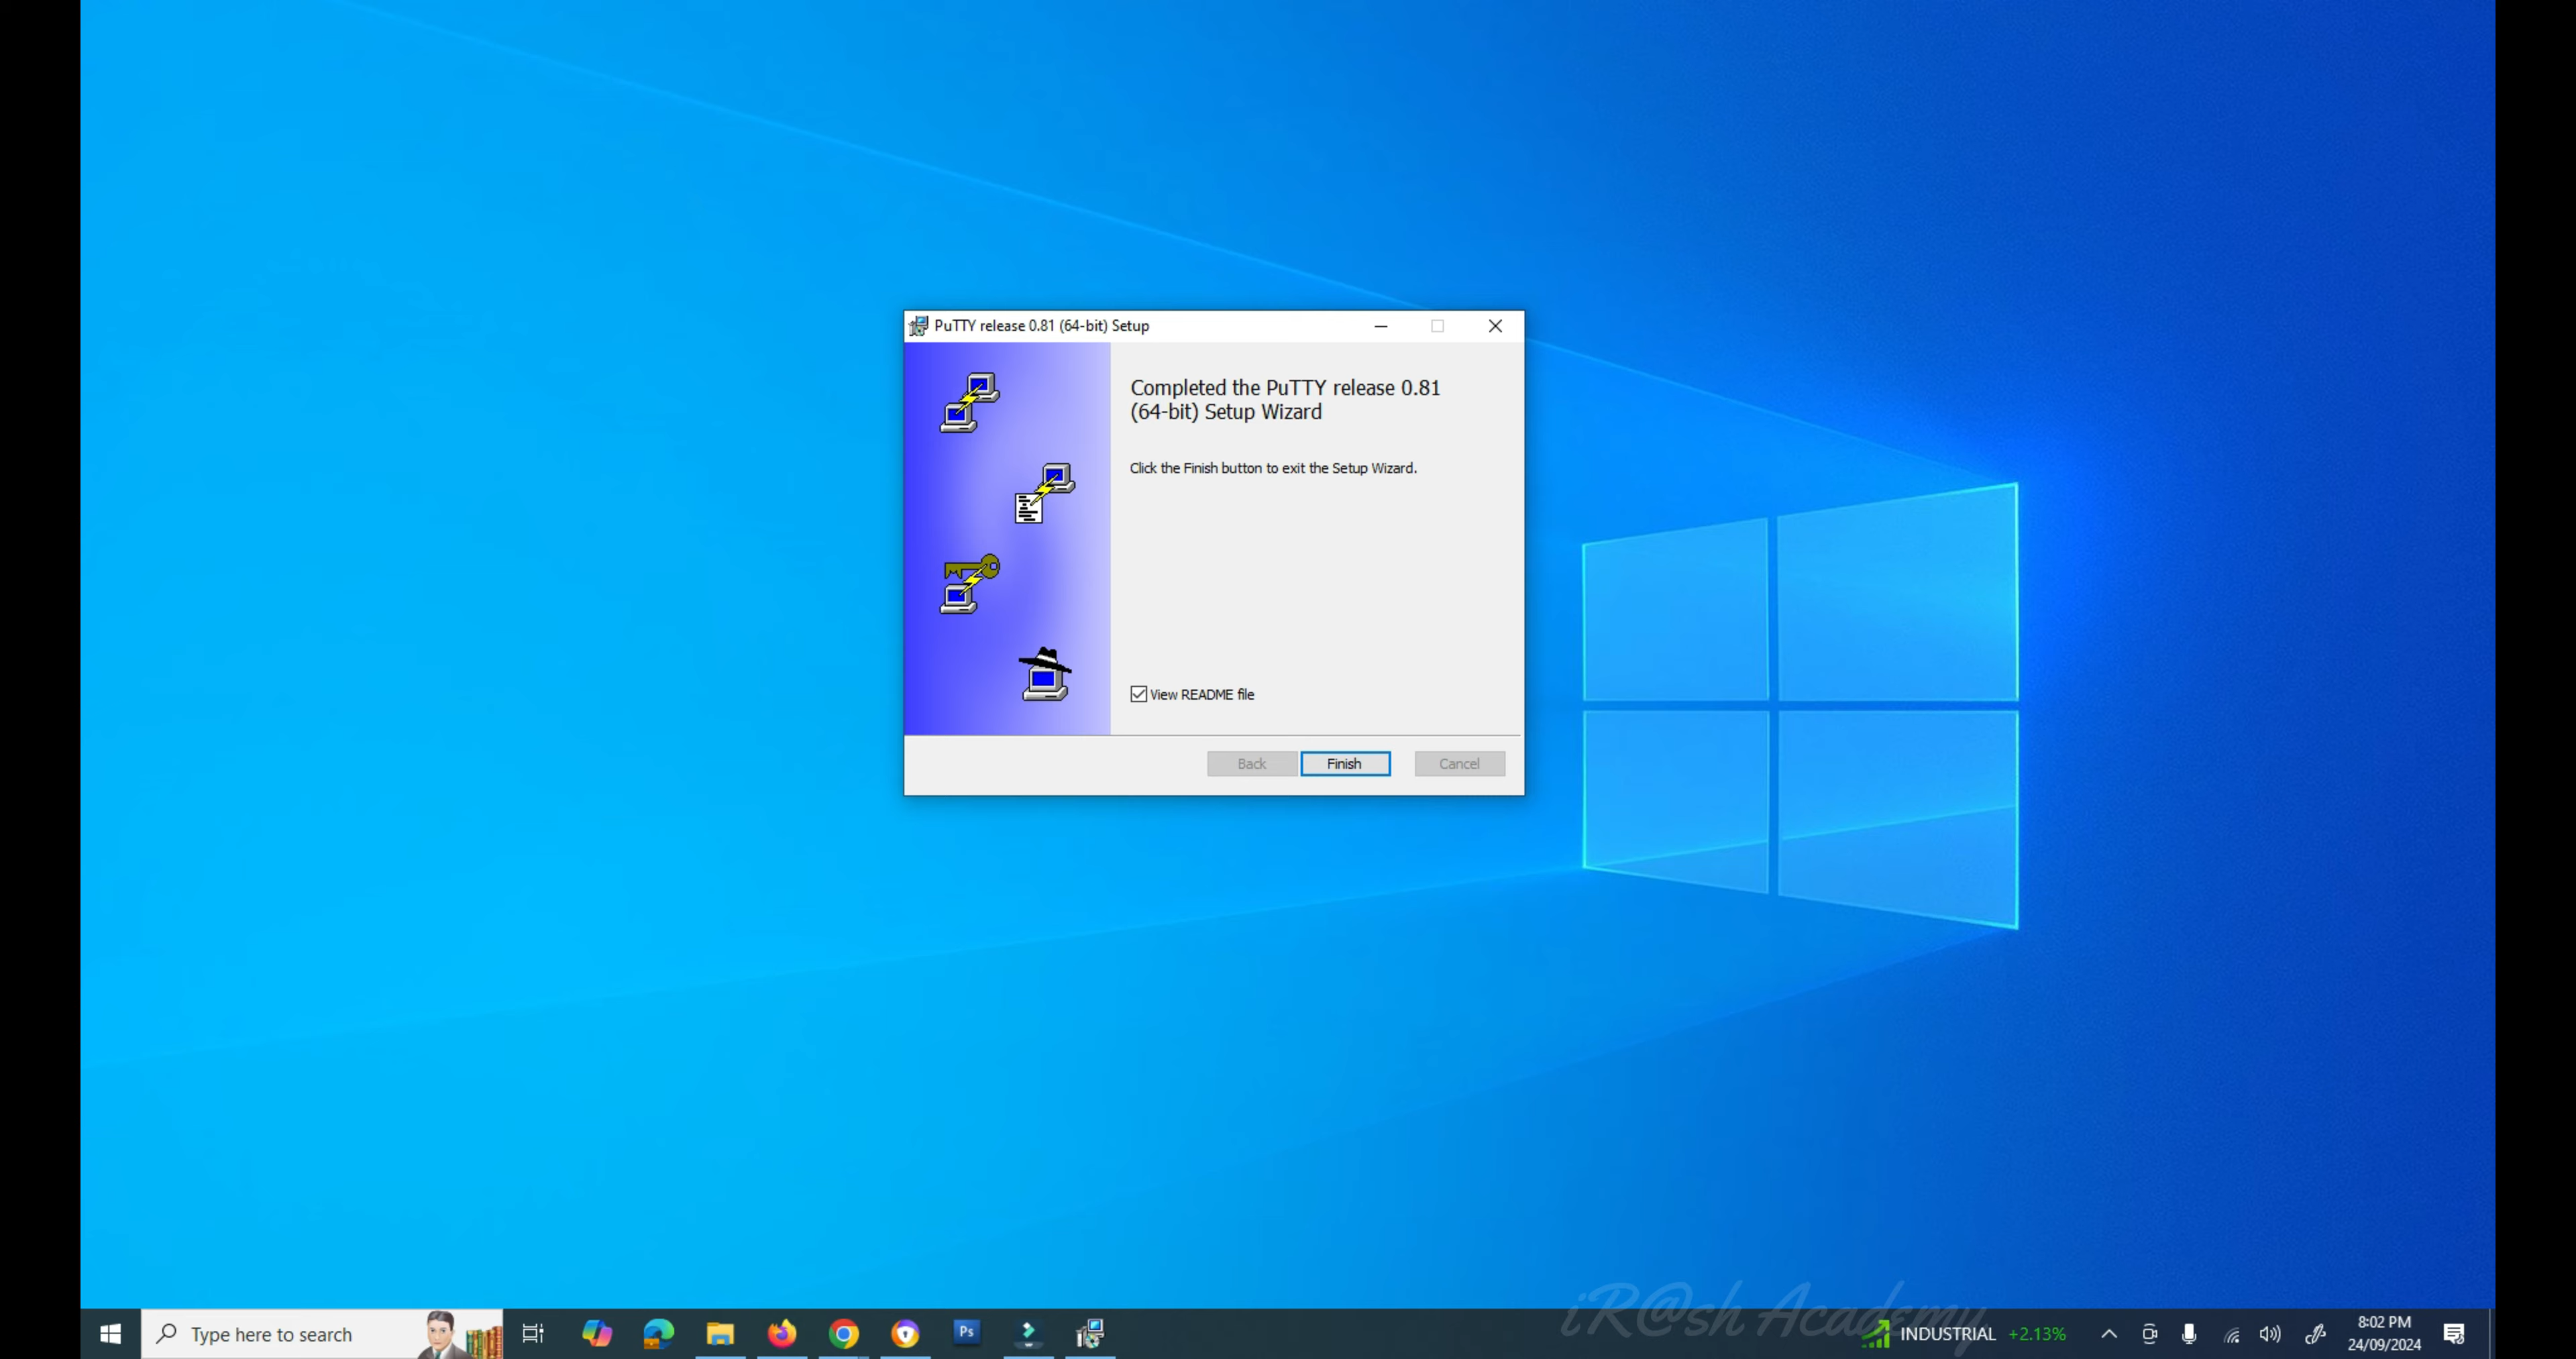 PuTTY release 0.81 (64-bit) Setup
Completed the PuTTY release 0.81
(64-bit) Setup Wizard
Click the Finish button to exit the Setup Wizard.
View README file
Back
Finish
Cancel
iR@sh Academy
Type here to search
Ps
INDUSTRIAL +2.13%
8:02 PM
24/09/2024